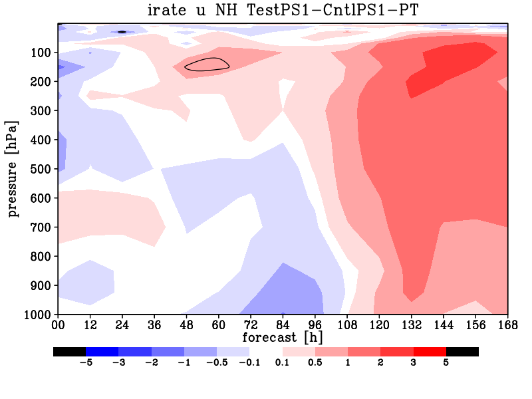 irate u NH TestPS1-CntlPS1-PT
pressure [hPa]
100
200
300
400
500
600
700
800
900
1000
00 12 24 36 48 60 72 84 96 108 120 132 144 156 168
forecast [h]
-5 -3 -2 -1 -0.5 -0.1 0.1 0.5 1 2 3 5